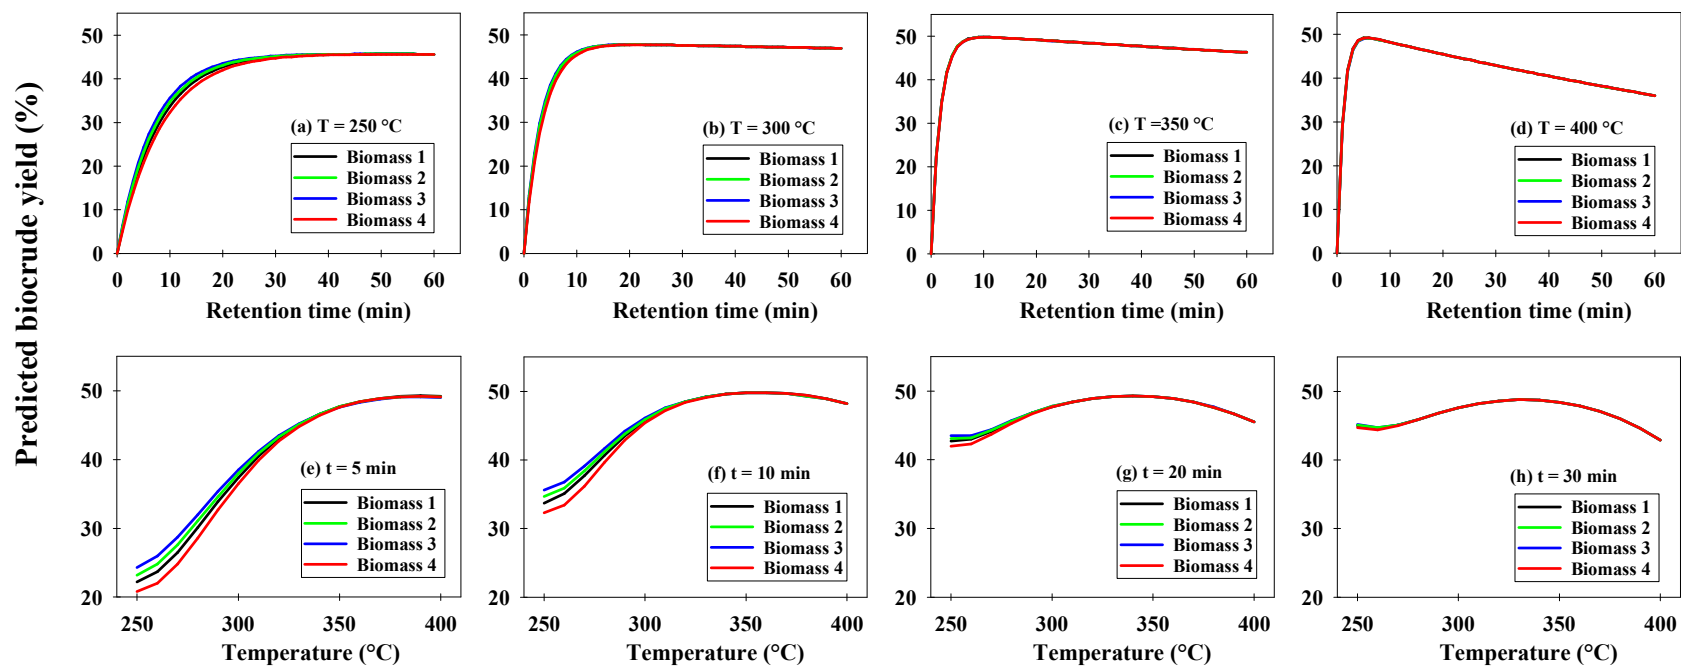 Predicted biocrude yield (%)
50
40
30
20
10
0
0 10 20 30 40 50 60
Retention time (min)
(a) T = 250 °C
Biomass 1
Biomass 2
Biomass 3
Biomass 4
50
40
30
20
10
0
0 10 20 30 40 50 60
Retention time (min)
(b) T = 300 °C
Biomass 1
Biomass 2
Biomass 3
Biomass 4
50
40
30
20
10
0
0 10 20 30 40 50 60
Retention time (min)
(c) T =350 °C
Biomass 1
Biomass 2
Biomass 3
Biomass 4
50
40
30
20
10
0
0 10 20 30 40 50 60
Retention time (min)
(d) T = 400 °C
Biomass 1
Biomass 2
Biomass 3
Biomass 4
50
40
30
20
250 300 350 400
Temperature (°C)
(e) t = 5 min
Biomass 1
Biomass 2
Biomass 3
Biomass 4
50
40
30
20
250 300 350 400
Temperature (°C)
(f) t = 10 min
Biomass 1
Biomass 2
Biomass 3
Biomass 4
50
40
30
20
250 300 350 400
Temperature (°C)
(g) t = 20 min
Biomass 1
Biomass 2
Biomass 3
Biomass 4
50
40
30
20
250 300 350 400
Temperature (°C)
(h) t = 30 min
Biomass 1
Biomass 2
Biomass 3
Biomass 4